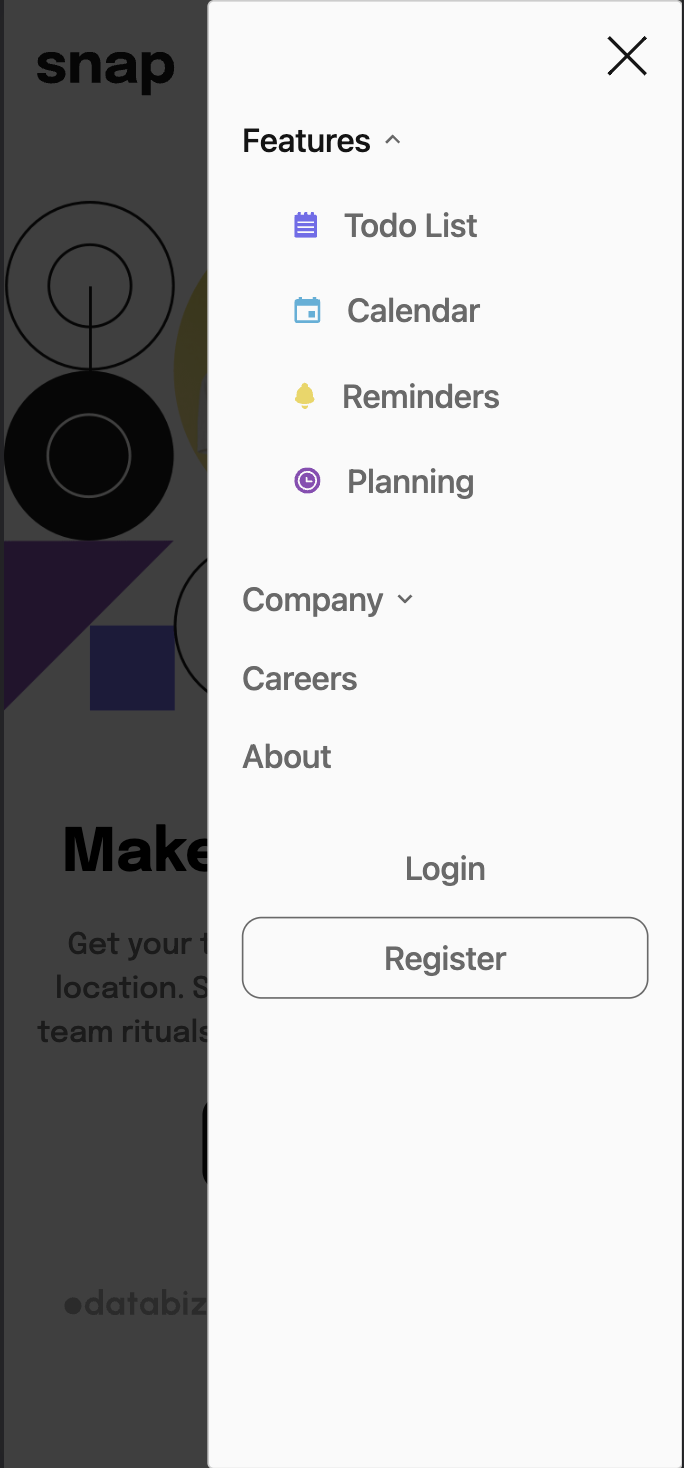 snap
Features
Todo List
Calendar
Reminders
Planning
Company
Careers
About
Login
Register
Make
Get your
location.
team rituals
databiz